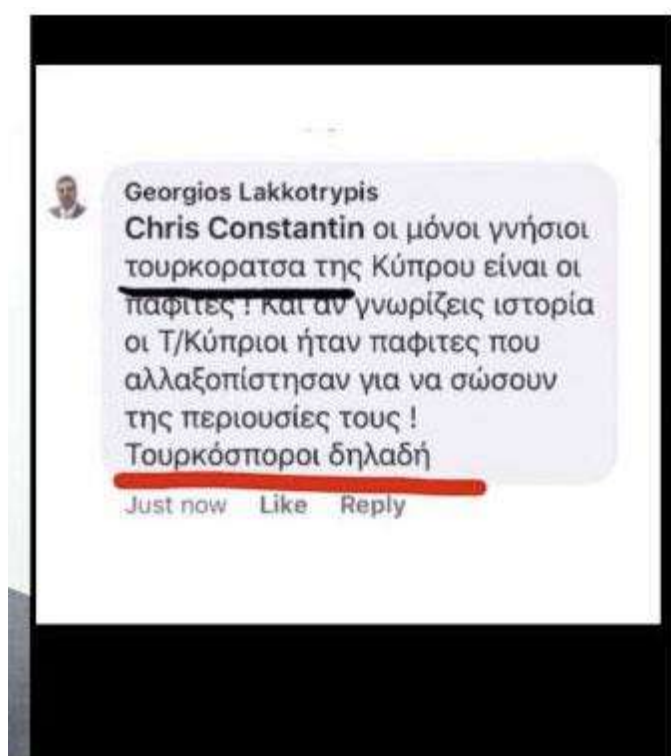 Georgios Lakkotrypis
Chris Constantin οι μόνοι γνήσιοι
τουρκορατσα της Κύπρου είναι οι
παφιτες ! Και αν γνωρίζεις ιστορία
οι Τ/Κύπριοι ήταν παφιτες που
αλλαξοπίστησαν για να σώσουν
της περιουσίες τους !
Τουρκόσποροι δηλαδή
Just now Like Reply